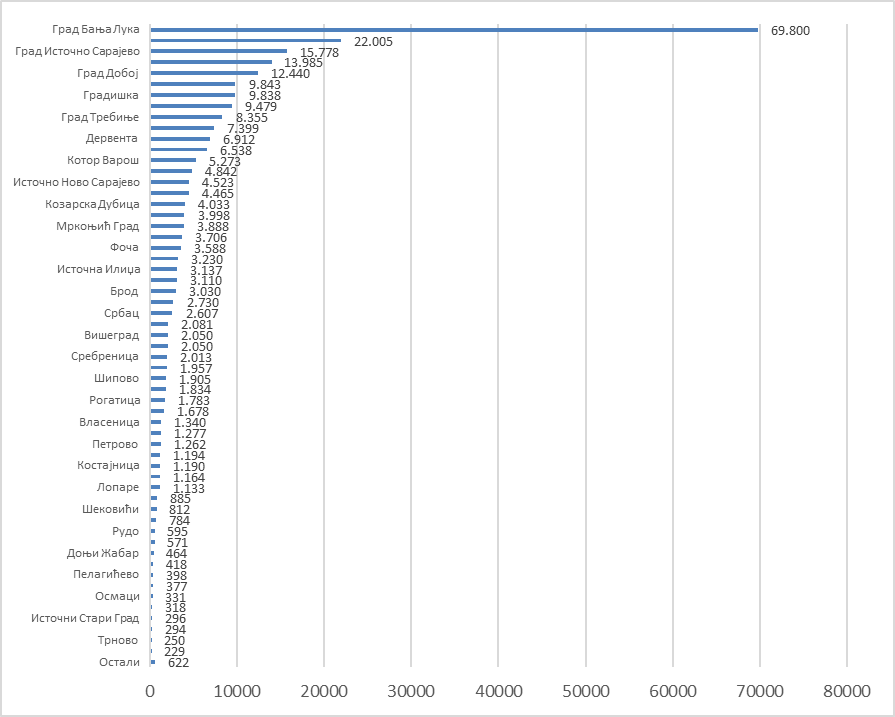 Град Бања Лука 69.800
22.005
Град Источно Сарајево 15.778
13.985
Град Добој 12.440
9.843
Градишка 9.838
9.479
Град Требиње 8.355
7.399
Дервента 6.912
6.538
Котор Варош 5.273
4.842
Источно Ново Сарајево 4.523
4.465
Козарска Дубица 4.033
3.998
Мркоњић Град 3.888
3.706
Фоча 3.588
3.230
Источна Илиџа 3.137
3.110
Брод 3.030
2.730
Србац 2.607
2.081
Вишеград 2.050
2.050
Сребреница 2.013
1.957
Шипово 1.905
1.834
Рогатица 1.783
1.678
Власеница 1.340
1.277
Петрово 1.262
1.194
Костајница 1.190
1.164
Лопаре 1.133
885
Шековићи 812
784
Рудо 595
571
Доњи Жабар 464
418
Пелагићево 398
377
Осмаци 331
318
Источни Стари Град 296
294
Трново 250
229
Остали 622
0 10000 20000 30000 40000 50000 60000 70000 80000